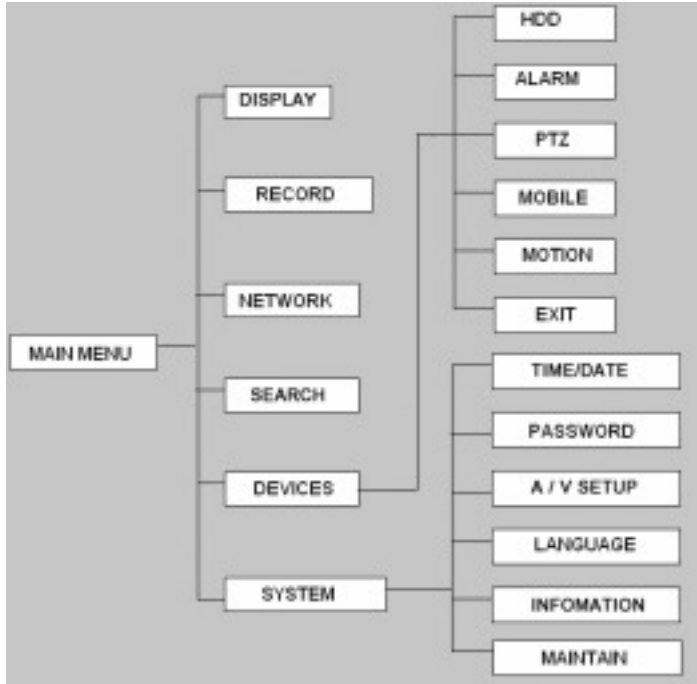 MAIN MENU
DISPLAY
RECORD
NETWORK
SEARCH
DEVICES
SYSTEM
HDD
ALARM
PTZ
MOBILE
MOTION
EXIT
TIME/DATE
PASSWORD
A / V SETUP
LANGUAGE
INFOMATION
MAINTAIN